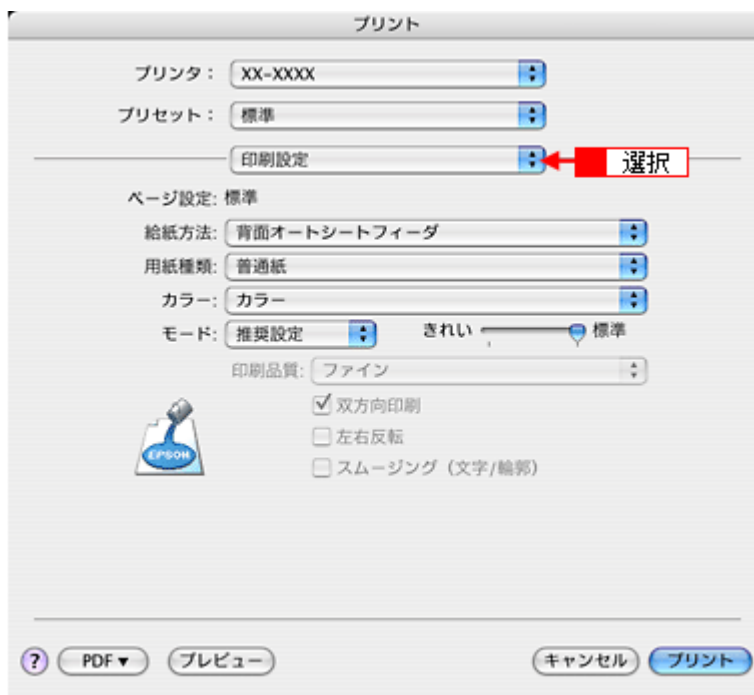 プリント
プリンタ： XX-XXXX
プリセット： 標準
印刷設定 選択
ページ設定: 標準
給紙方法: 背面オートシートフィーダ
用紙種類: 普通紙
カラー: カラー
モード: 推奨設定 きれい 標準
印刷品質: ファイン
双方向印刷
左右反転
スムージング（文字/輪郭）
EPSON
? PDF▼ プレビュー キャンセル プリント